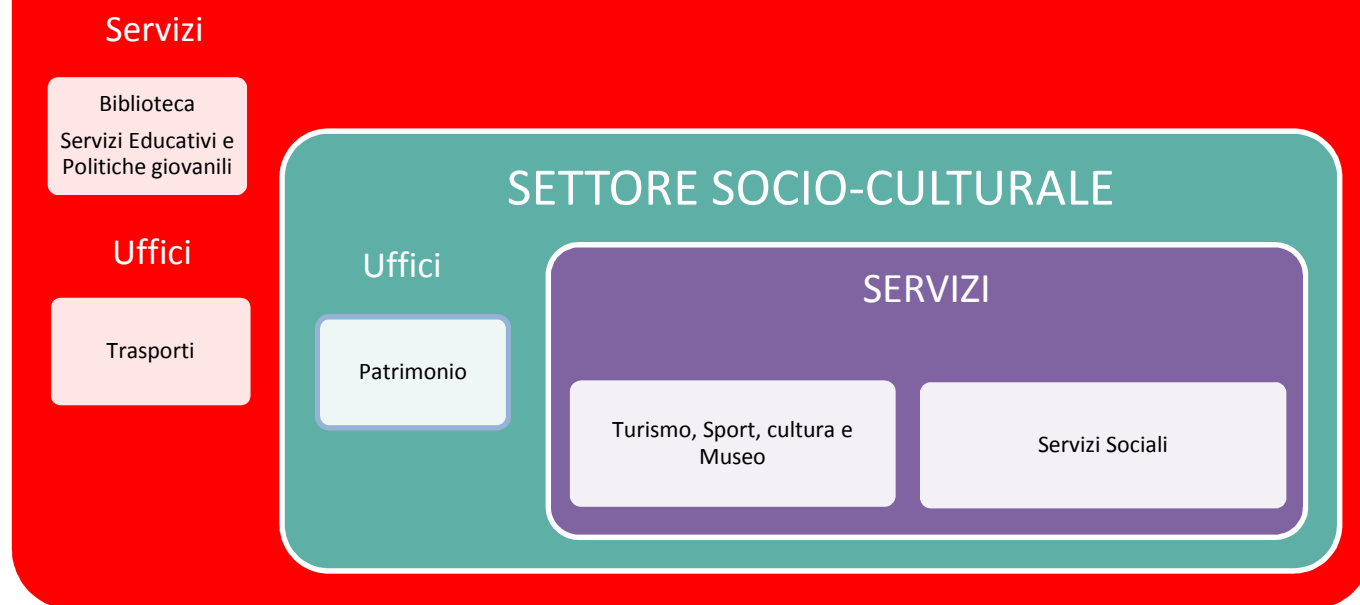 Servizi
Biblioteca
Servizi Educativi e
Politiche giovanili
Uffici
Trasporti
SETTORE SOCIO-CULTURALE
Uffici
Patrimonio
SERVIZI
Turismo, Sport, cultura e
Museo
Servizi Sociali